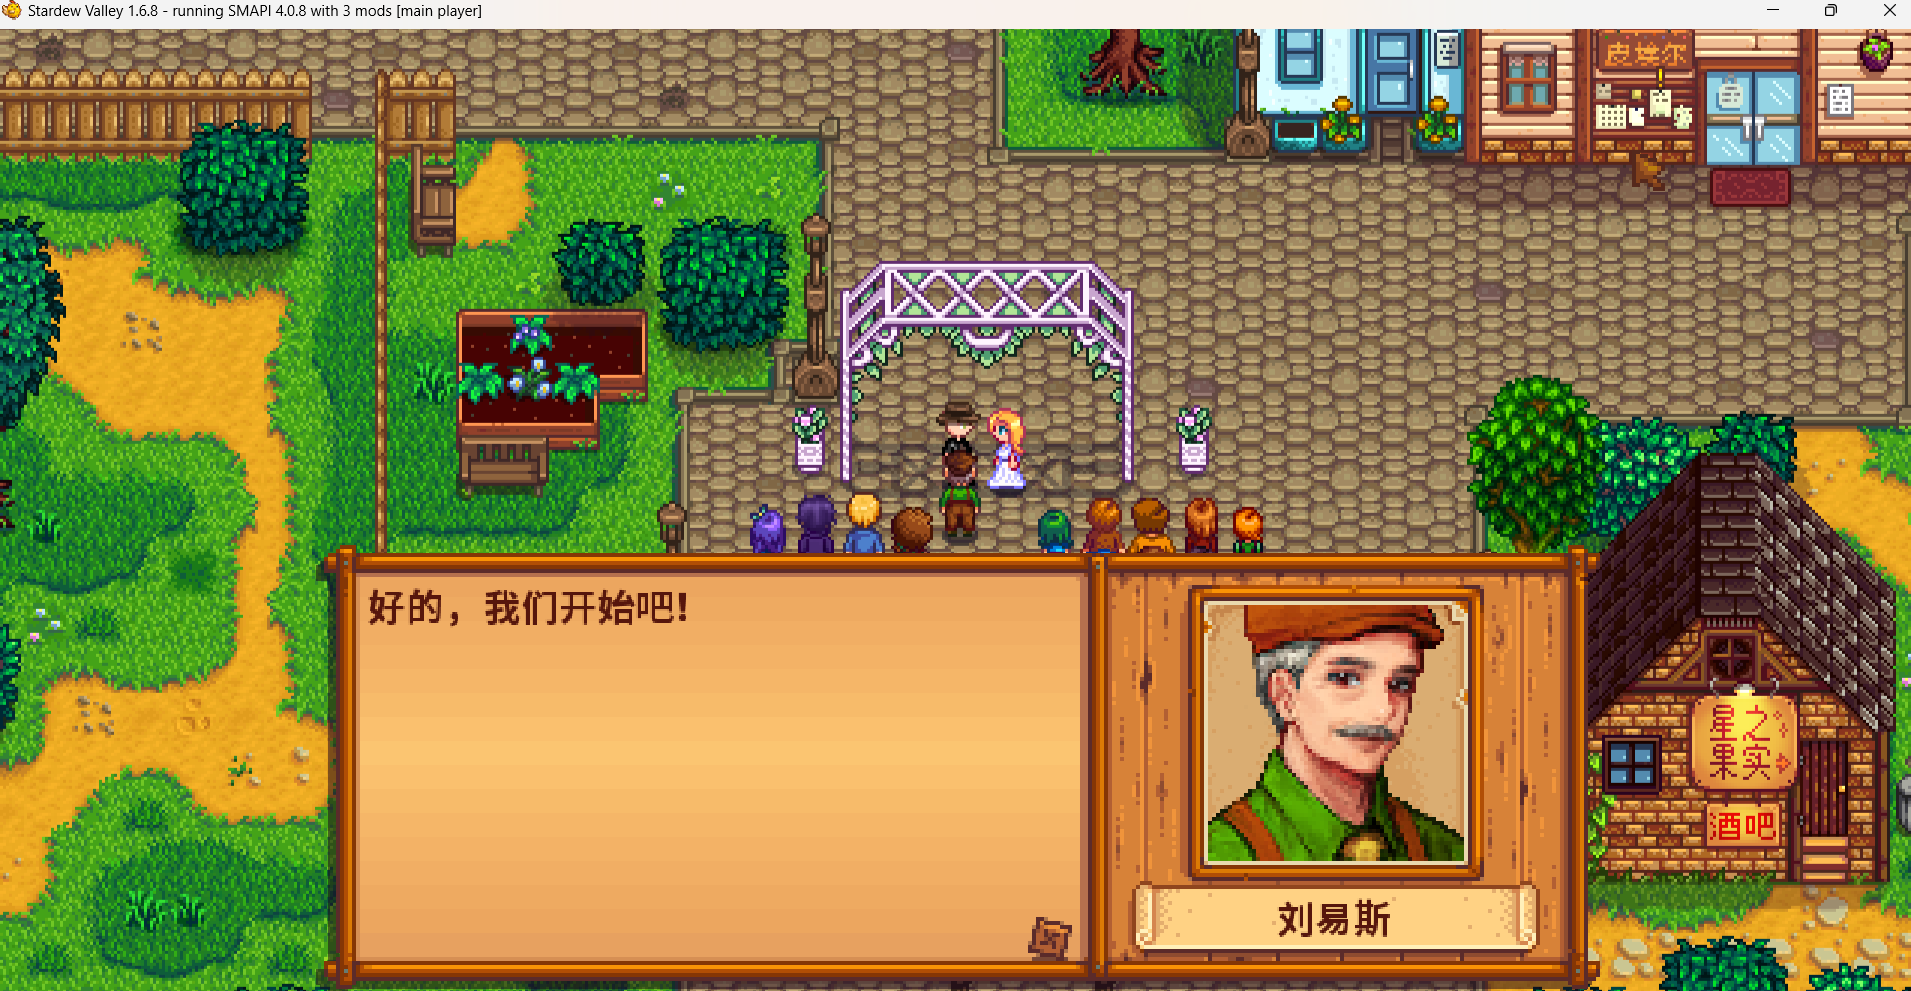 Stardew Valley 1.6.8 - running SMAPI 4.0.8 with 3 mods [main player]
皮埃尔
好的，我们开始吧！
星之
果实
酒吧
刘易斯